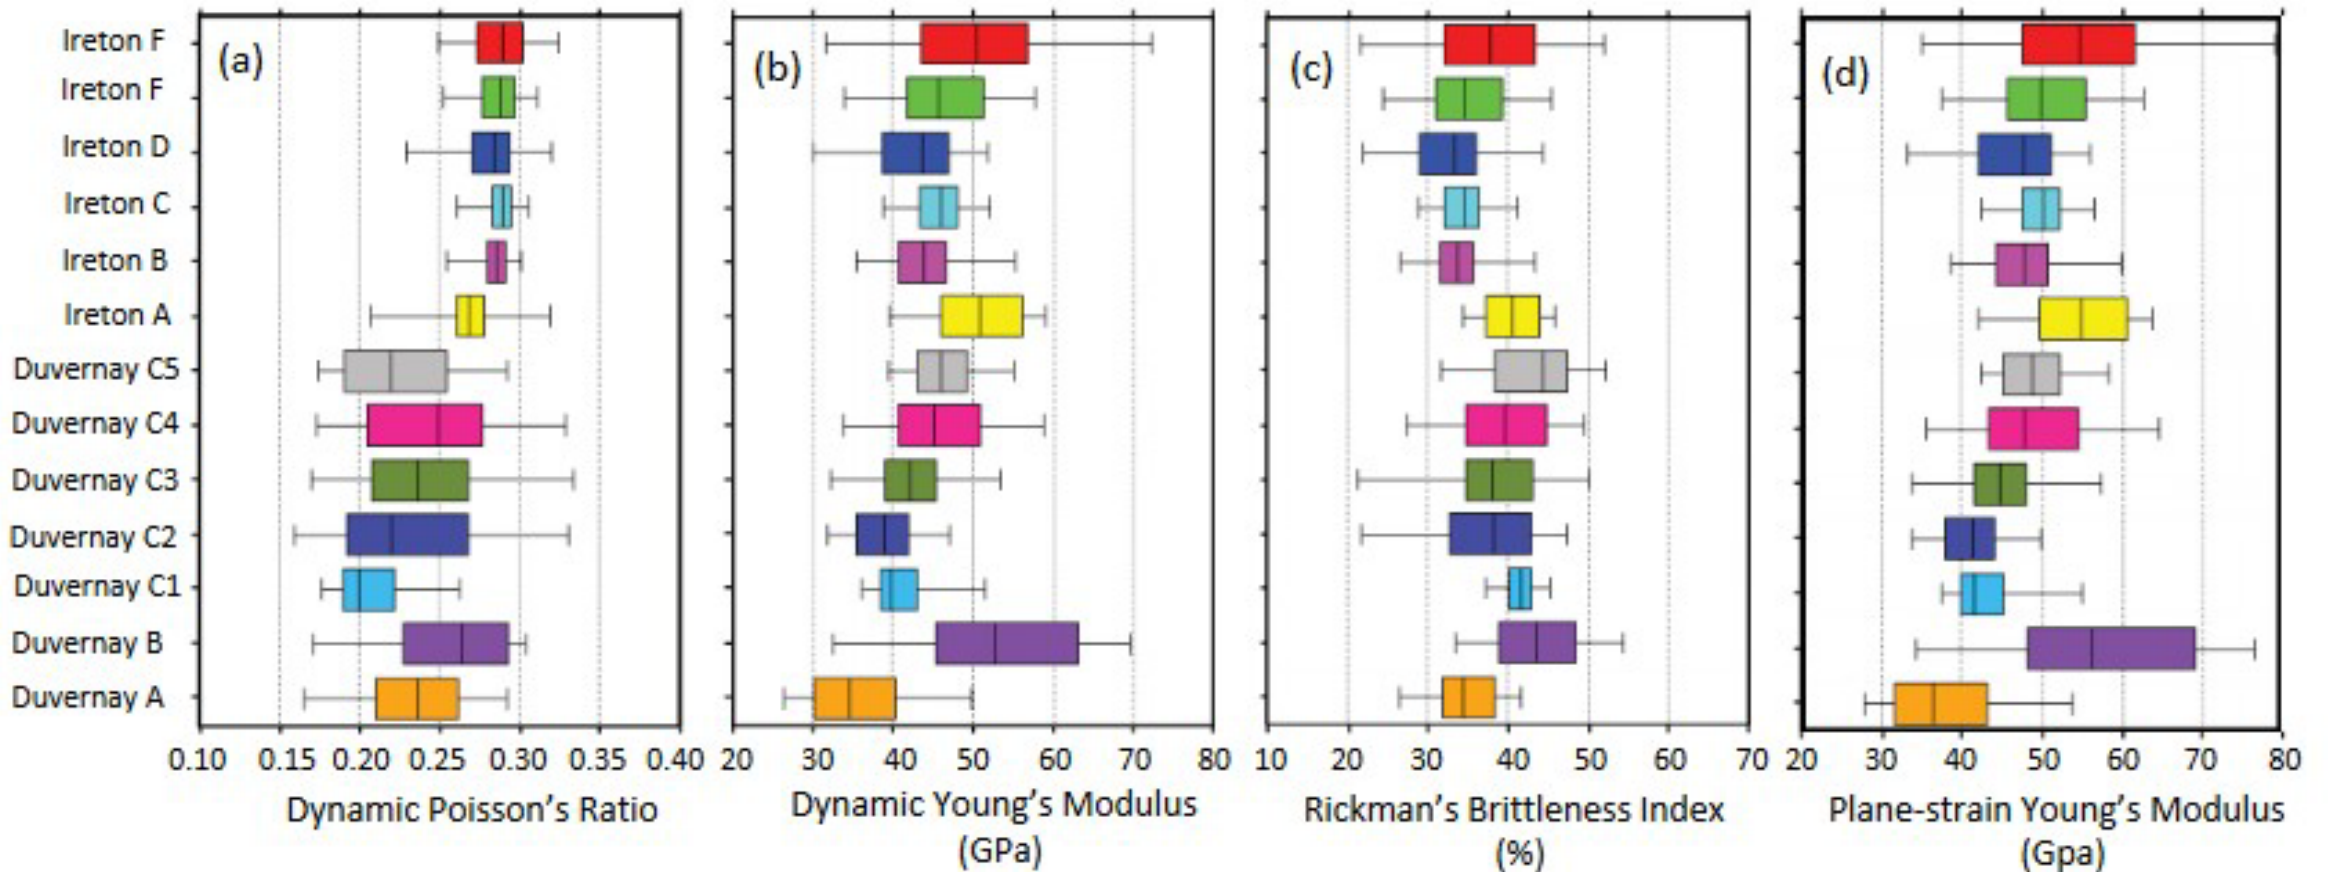 Ireton F
Ireton F
Ireton D
Ireton C
Ireton B
Ireton A
Duvernay C5
Duvernay C4
Duvernay C3
Duvernay C2
Duvernay C1
Duvernay B
Duvernay A
(a)
(b)
(c)
(d)
0.10 0.15 0.20 0.25 0.30 0.35 0.40
20 30 40 50 60 70 80
10 20 30 40 50 60 70
20 30 40 50 60 70 80
Dynamic Poisson's Ratio
Dynamic Young's Modulus
(GPa)
Rickman's Brittleness Index
(%)
Plane-strain Young's Modulus
(Gpa)